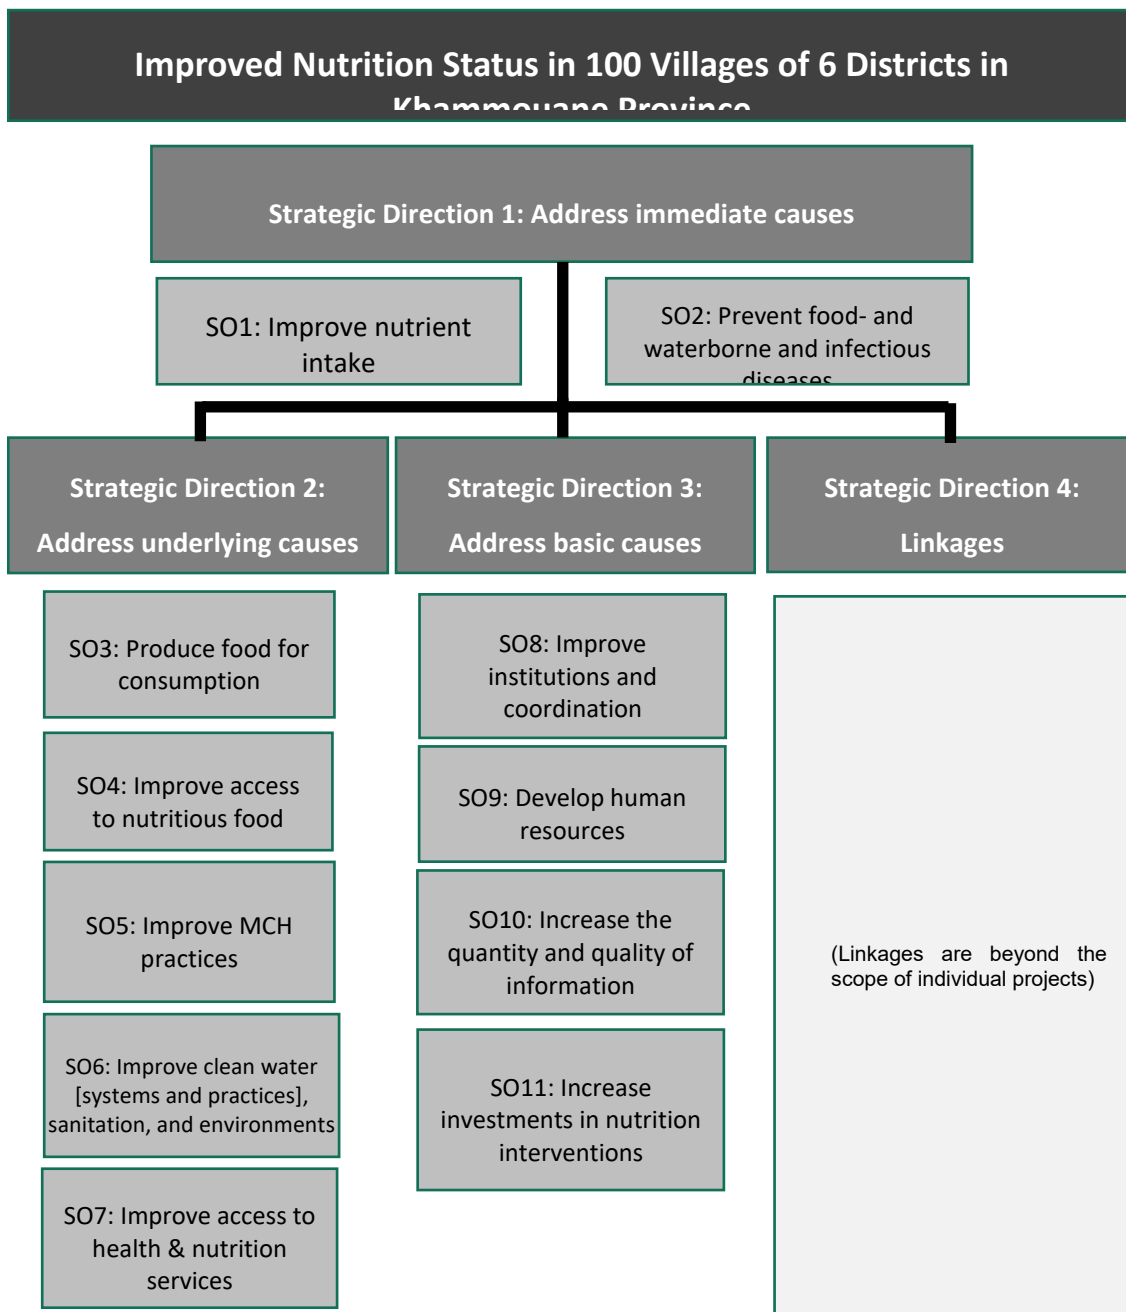 Improved Nutrition Status in 100 Villages of 6 Districts in
Khammouane Province
Strategic Direction 1: Address immediate causes
SO1: Improve nutrient
intake
SO2: Prevent food- and
waterborne and infectious
diseases
Strategic Direction 2:
Address underlying causes
SO3: Produce food for
consumption
SO4: Improve access
to nutritious food
SO5: Improve MCH
practices
SO6: Improve clean water
[systems and practices],
sanitation, and environments
SO7: Improve access to
health & nutrition
services
Strategic Direction 3:
Address basic causes
SO8: Improve
institutions and
coordination
SO9: Develop human
resources
SO10: Increase the
quantity and quality of
information
SO11: Increase
investments in nutrition
interventions
Strategic Direction 4:
Linkages
(Linkages are beyond the
scope of individual projects)